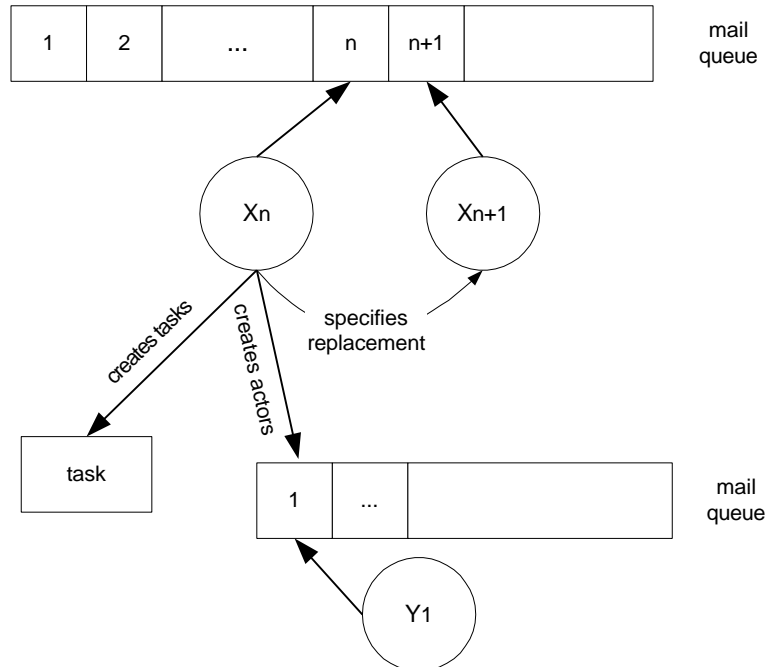 1 2 ... n n+1 mail
queue
Xn Xn+1
specifies
replacement
creates tasks
creates actors
task
1 ... mail
queue
Y1